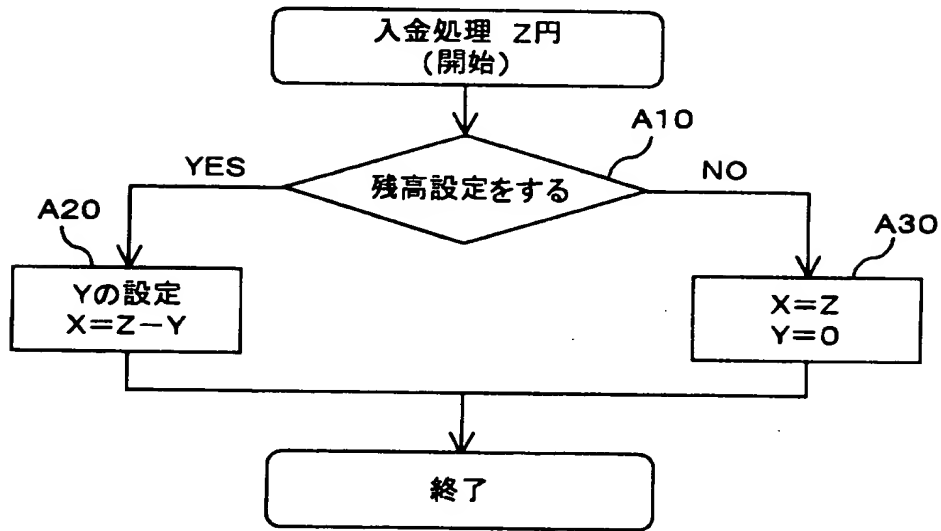 入金処理 Z円
(開始)
A10
YES
残高設定をする
NO
A20
A30
Yの設定
X=Z-Y
X=Z
Y=0
終了